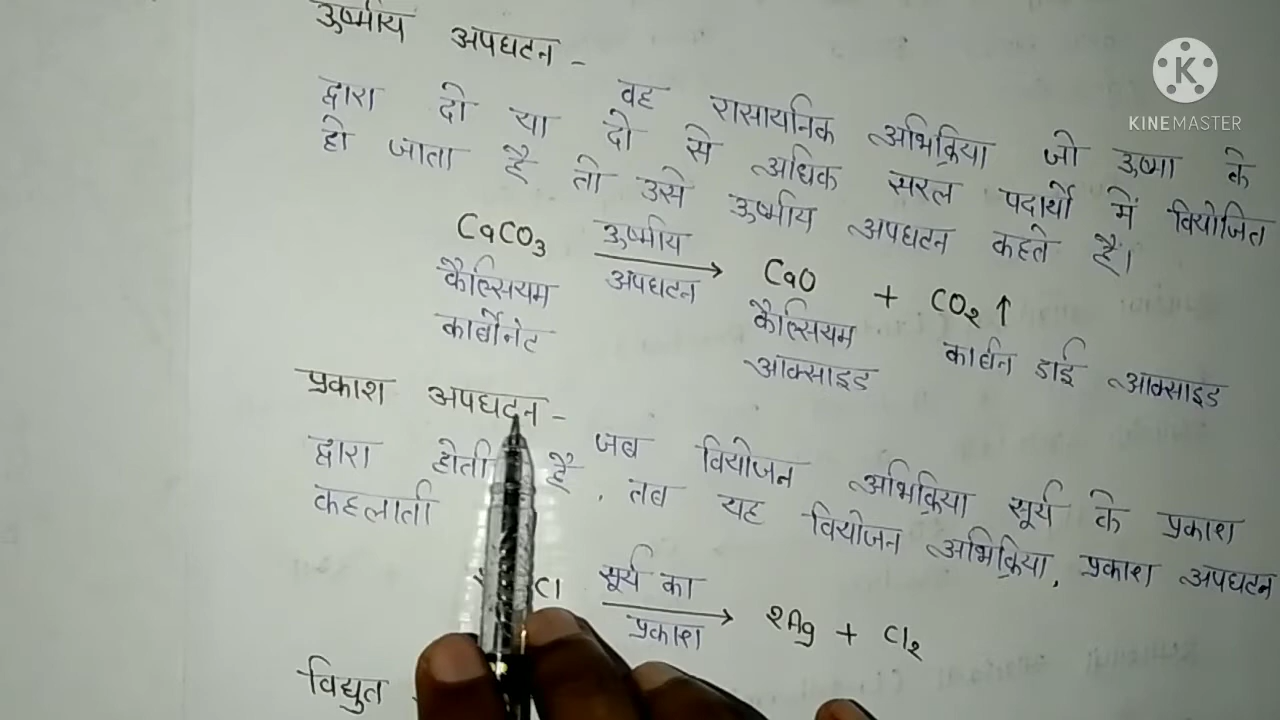 ऊष्मीय अपघटन -
वह रासायनिक अभिक्रिया जो ऊष्मा के
द्वारा दो या दो से अधिक सरल पदार्थो में वियोजित
हो जाता है तो उसे ऊष्मीय अपघटन कहते हैं।
CaCO₃ ऊष्मीय अपघटन → CaO + CO₂ ↑
कैल्सियम कार्बोनेट कैल्सियम ऑक्साइड कार्बन डाई ऑक्साइड
प्रकाश अपघटन -
जब वियोजन अभिक्रिया सूर्य के प्रकाश
द्वारा होती है, तब यह वियोजन अभिक्रिया, प्रकाश अपघटन
कहलाती
Cl सूर्य का प्रकाश → 2Ag + Cl₂
विद्युत
KINEMASTER